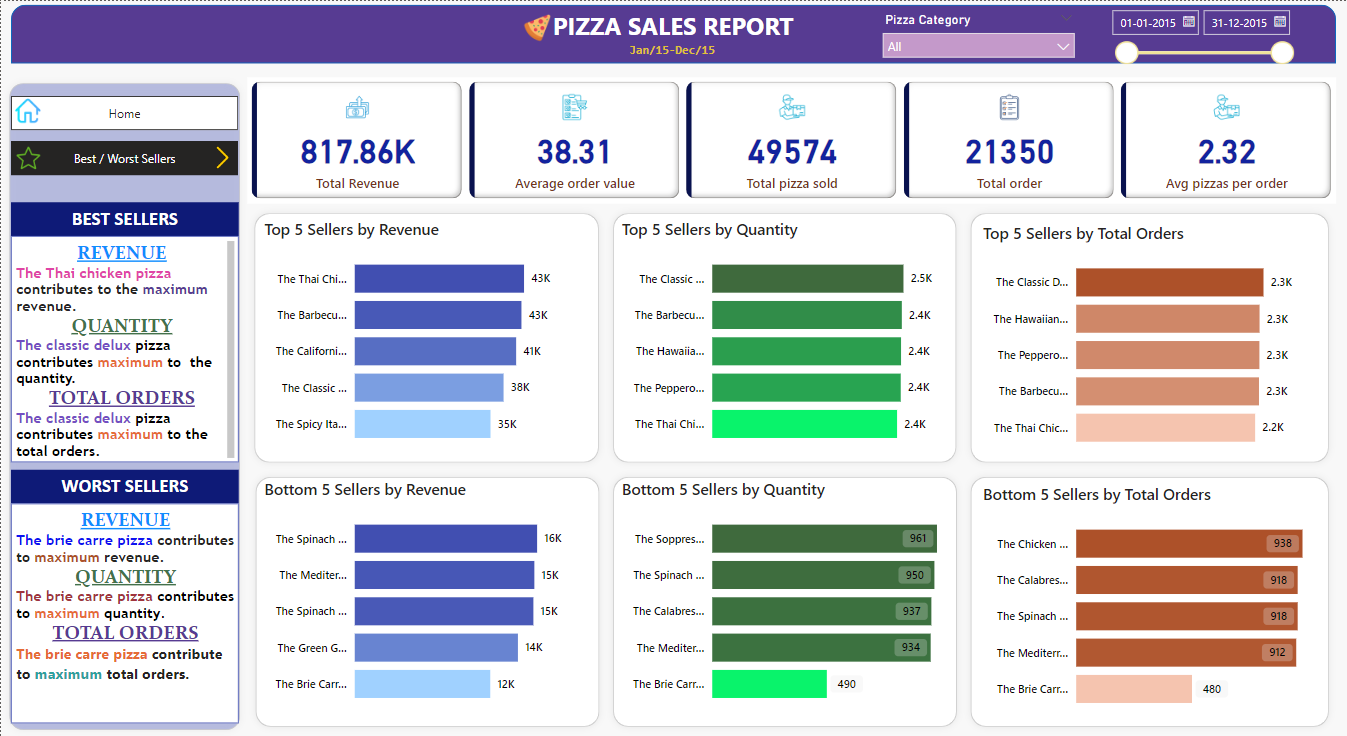 PIZZA SALES REPORT
Jan/15-Dec/15
Pizza Category
All
01-01-2015
31-12-2015
Home
Best / Worst Sellers
BEST SELLERS
REVENUE
The Thai chicken pizza
contributes to the maximum
revenue.
QUANTITY
The classic delux pizza
contributes maximum to the
quantity.
TOTAL ORDERS
The classic delux pizza
contributes maximum to the
total orders.
WORST SELLERS
REVENUE
The brie carre pizza contributes
to maximum revenue.
QUANTITY
The brie carre pizza contributes
to maximum quantity.
TOTAL ORDERS
The brie carre pizza contribute
to maximum total orders.
817.86K
Total Revenue
38.31
Average order value
49574
Total pizza sold
21350
Total order
2.32
Avg pizzas per order
Top 5 Sellers by Revenue
The Thai Chi... 43K
The Barbecu... 43K
The Californi... 41K
The Classic ... 38K
The Spicy Ita... 35K
Top 5 Sellers by Quantity
The Classic ... 2.5K
The Barbecu... 2.4K
The Hawaiia... 2.4K
The Peppero... 2.4K
The Thai Chi... 2.4K
Top 5 Sellers by Total Orders
The Classic D... 2.3K
The Hawaiian... 2.3K
The Peppero... 2.3K
The Barbecu... 2.3K
The Thai Chic... 2.2K
Bottom 5 Sellers by Revenue
The Spinach ... 16K
The Mediter... 15K
The Spinach ... 15K
The Green G... 14K
The Brie Carr... 12K
Bottom 5 Sellers by Quantity
The Soppres... 961
The Spinach ... 950
The Calabres... 937
The Mediter... 934
The Brie Carr... 490
Bottom 5 Sellers by Total Orders
The Chicken ... 938
The Calabres... 918
The Spinach ... 918
The Mediterr... 912
The Brie Carr... 480